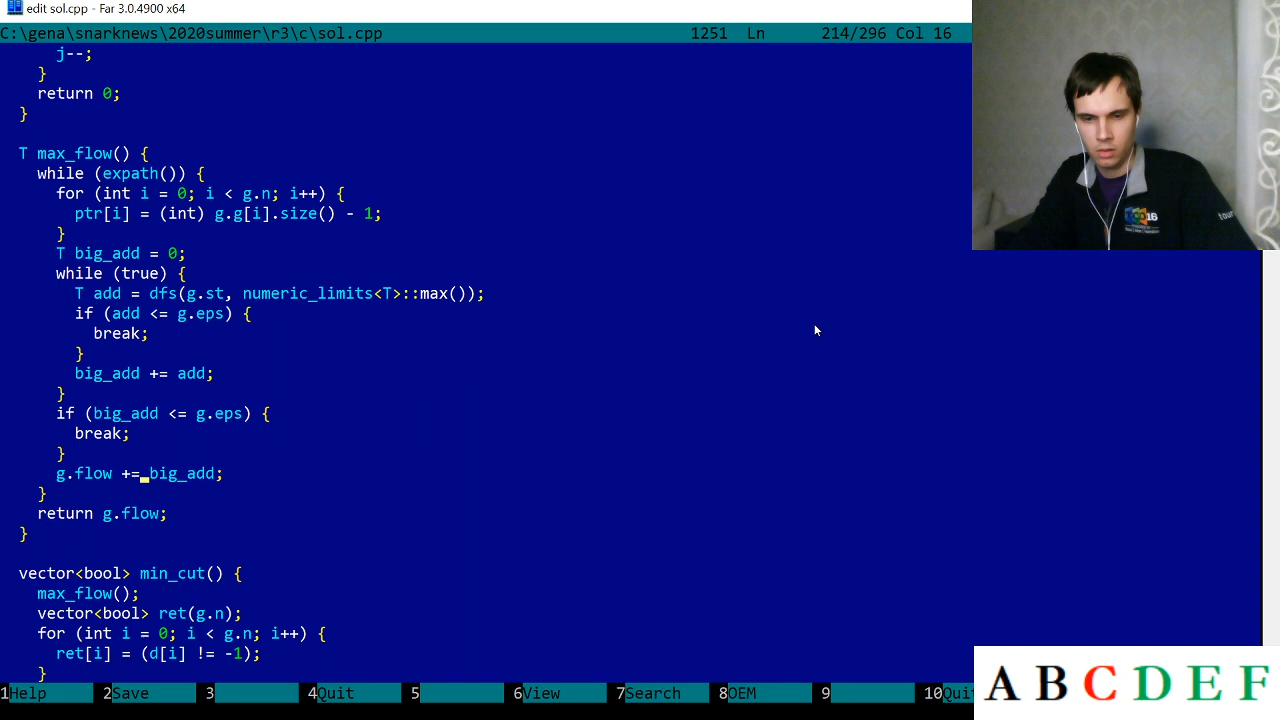 edit sol.cpp - Far 3.0.4900 x64
C:\gena\snarknews\2020summer\r3\c\sol.cpp 1251 Ln 214/296 Col 16
j--;
}
return 0;
}
T max_flow() {
while (expath()) {
for (int i = 0; i < g.n; i++) {
ptr[i] = (int) g.g[i].size() - 1;
}
T big_add = 0;
while (true) {
T add = dfs(g.st, numeric_limits<T>::max());
if (add <= g.eps) {
break;
}
big_add += add;
}
if (big_add <= g.eps) {
break;
}
g.flow += big_add;
}
return g.flow;
}
vector<bool> min_cut() {
max_flow();
vector<bool> ret(g.n);
for (int i = 0; i < g.n; i++) {
ret[i] = (d[i] != -1);
}
1Help 2Save 3 4Quit 5 6View 7Search 8OEM 9 10Quit
A B C D E F